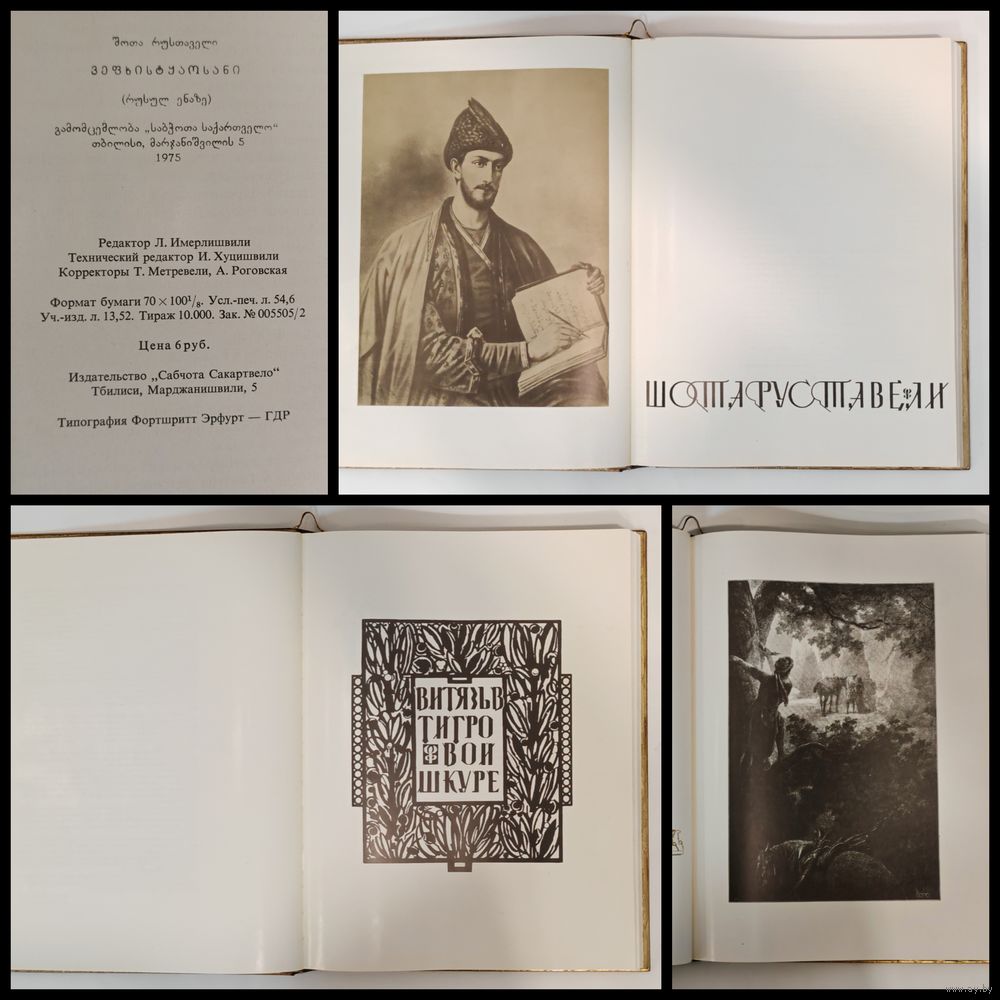 შოთა რუსთაველი
ვეფხისტყაოსანი
(რუსულ ენაზე)
გამომცემლობა „საბჭოთა საქართველო“
თბილისი, მარჯანიშვილის 5
1975
Редактор Л. Имерлишвили
Технический редактор И. Хуцишвили
Корректоры Т. Метревели, А. Роговская
Формат бумаги 70 × 100¹/₈. Усл.-печ. л. 54,6
Уч.-изд. л. 13,52. Тираж 10.000. Зак. № 005505/2
Цена 6 руб.
Издательство ,,Сабчота Сакартвело“
Тбилиси, Марджанишвили, 5
Типография Фортшритт Эрфурт — ГДР
ШОТА РУСТАВЕЛИ
ВИТЯЗЬ В
ТИГРО
ВОЙ
ШКУРЕ
www.ay.by